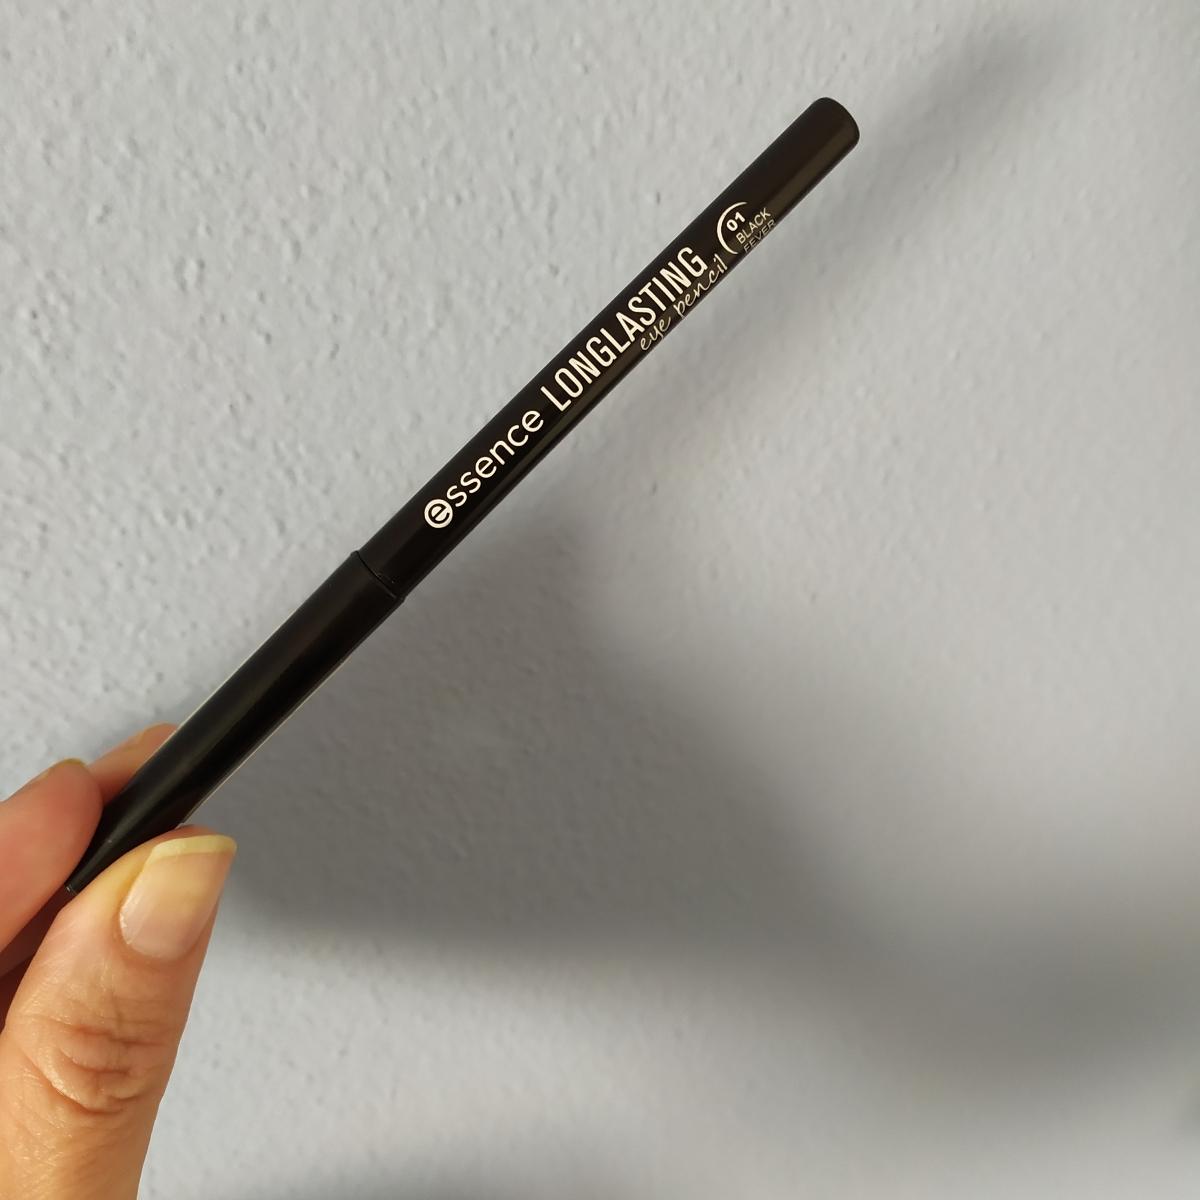 essence LONGLASTING
eye pencil
01
BLACK
FEVER